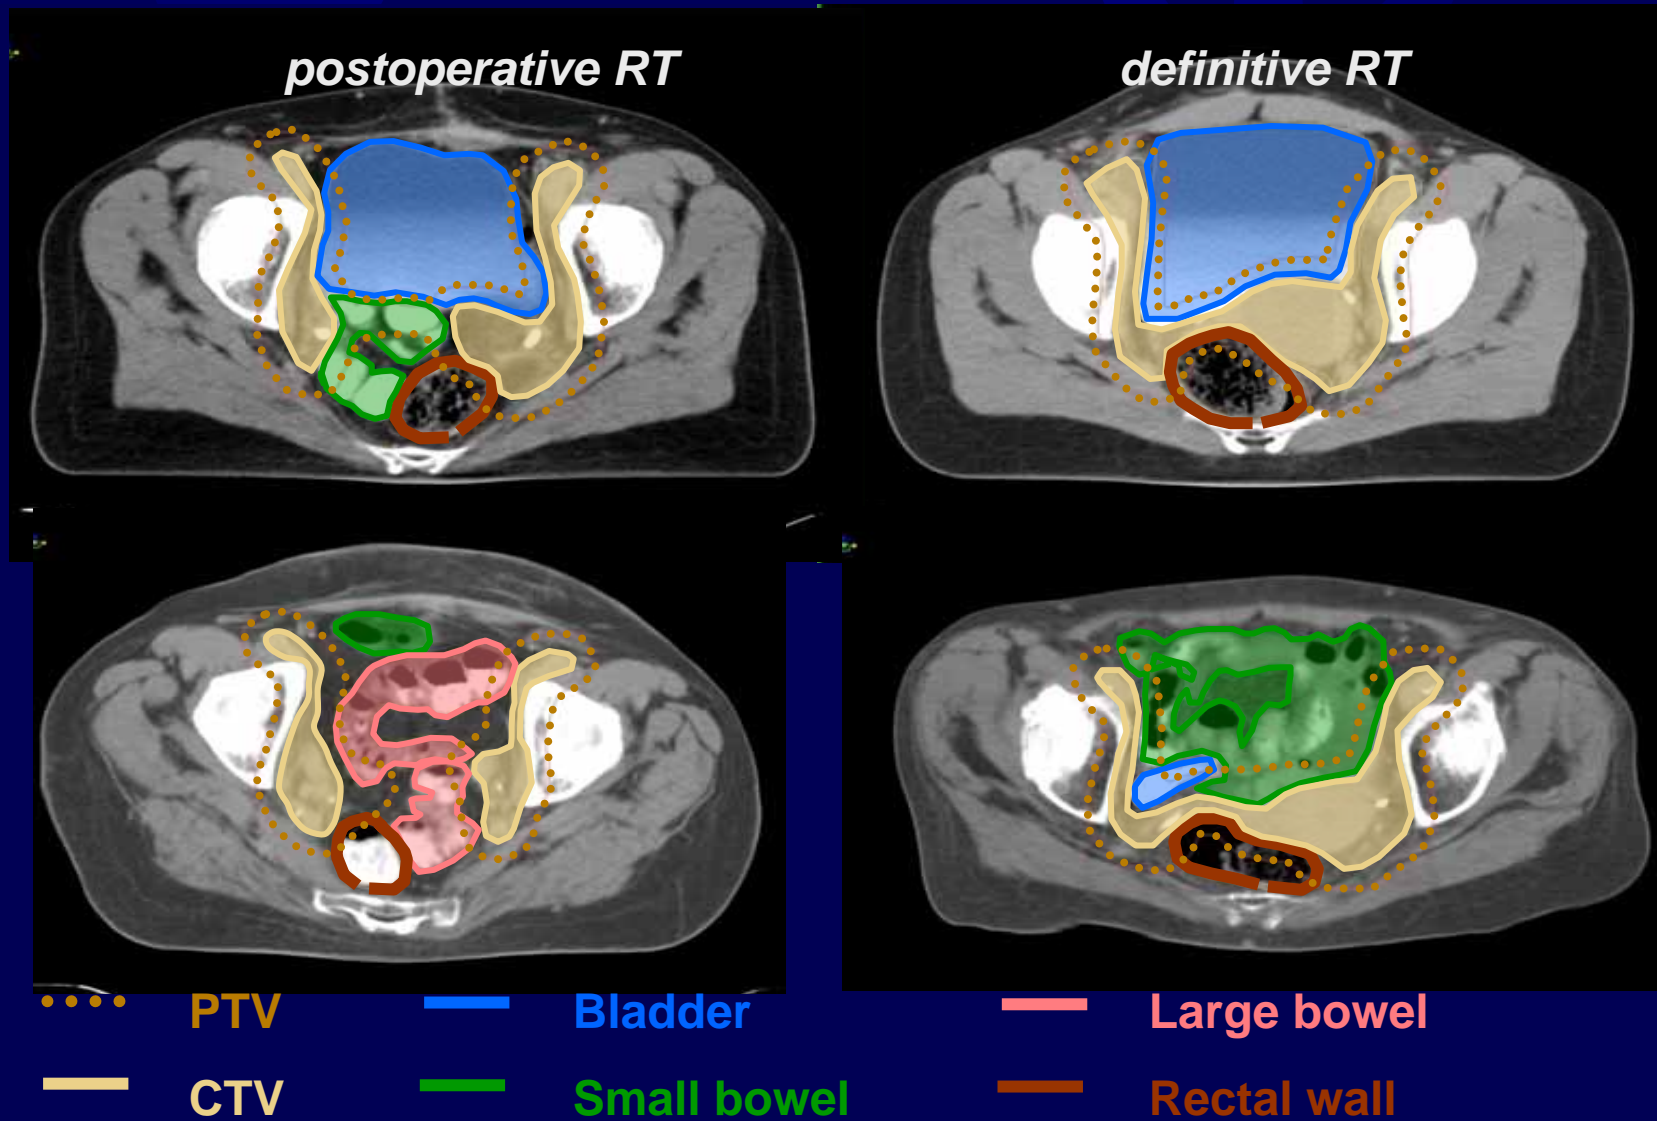 postoperative RT
definitive RT
PTV
Bladder
Large bowel
CTV
Small bowel
Rectal wall